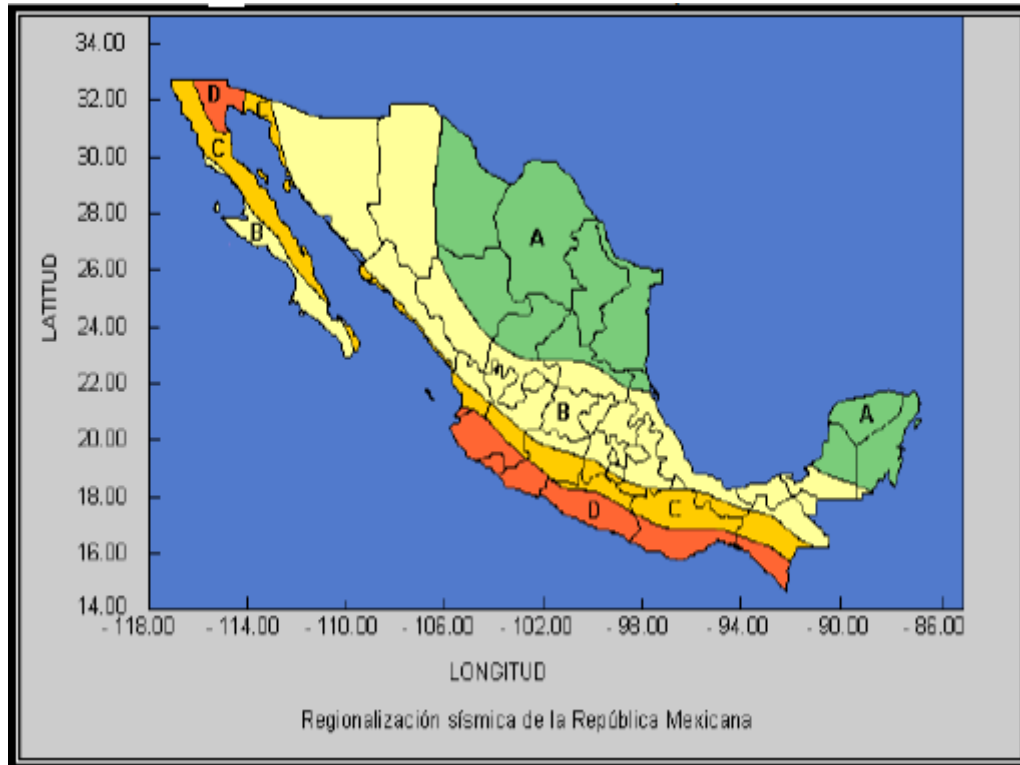 34.00
32.00
30.00
28.00
26.00
24.00
22.00
20.00
18.00
16.00
14.00
LATITUD
D
C
C
B
A
B
A
C
D
- 118.00 - 114.00 - 110.00 - 106.00 - 102.00 - 98.00 - 94.00 - 90.00 - 86.00
LONGITUD
Regionalización sísmica de la República Mexicana